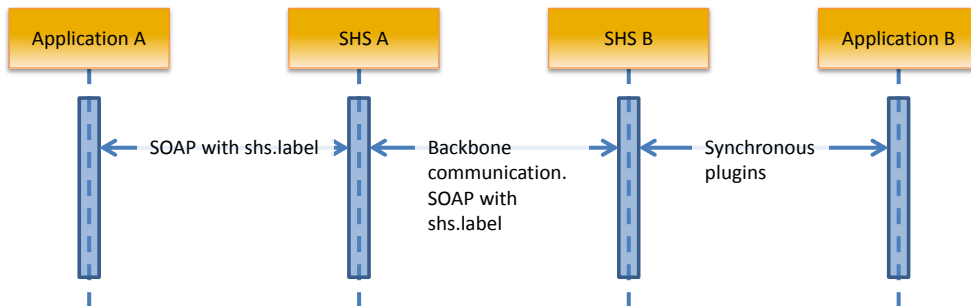 Application A
SHS A
SHS B
Application B
SOAP with shs.label
Backbone
communication.
SOAP with
shs.label
Synchronous
plugins